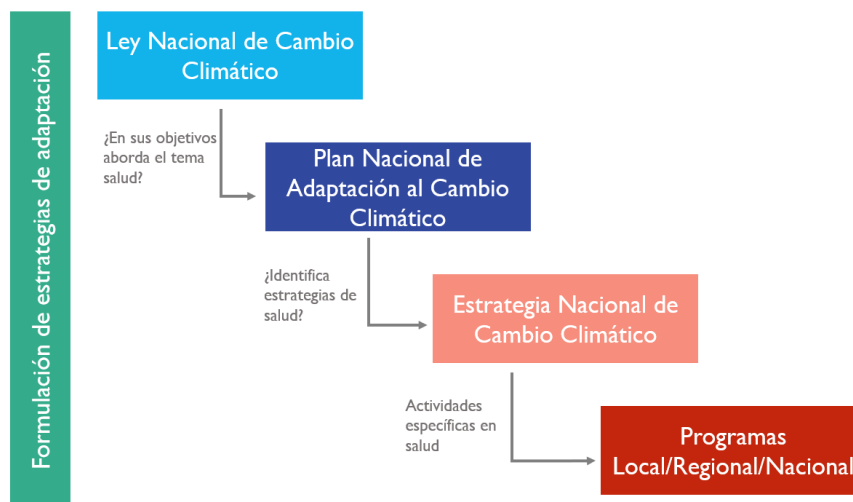 Formulación de estrategias de adaptación
Ley Nacional de Cambio
Climático
¿En sus objetivos
aborda el tema
salud?
Plan Nacional de
Adaptación al Cambio
Climático
¿Identifica
estrategias de
salud?
Estrategia Nacional de
Cambio Climático
Actividades
específicas en
salud
Programas
Local/Regional/Nacional